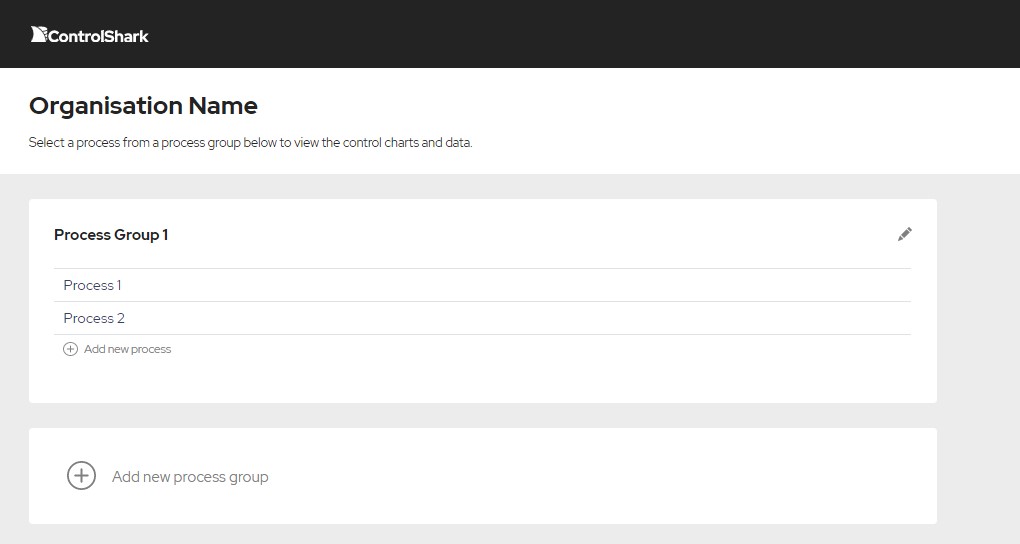 ControlShark
Organisation Name
Select a process from a process group below to view the control charts and data.
Process Group 1
Process 1
Process 2
Add new process
Add new process group